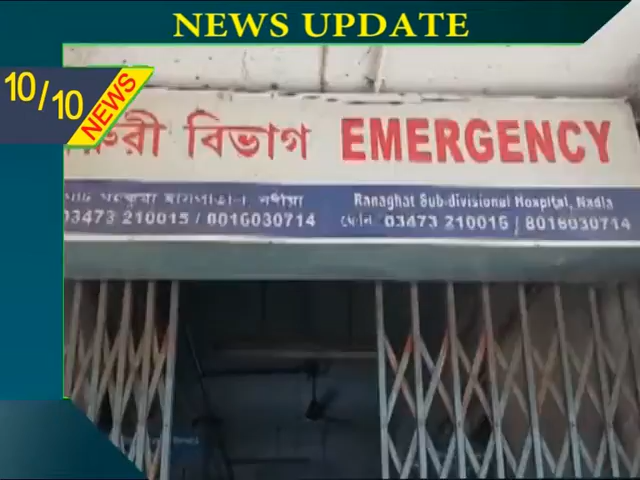 NEWS UPDATE
10/10 NEWS
বিভাগ EMERGENCY
Ranaghat Sub-divisional Hospital, Nadia
03473 210015 / 8016030714
ফোন 03473 210015 / 8016030714